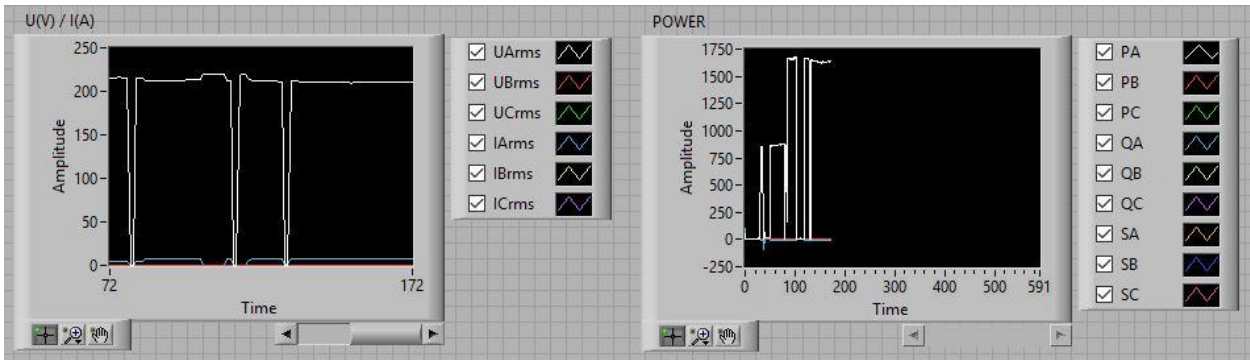 U(V) / I(A)
250
200
150
100
50
0
Amplitude
72
172
Time
UArms
UBrms
UCrms
IArms
IBrms
ICrms
POWER
1750
1500
1250
1000
750
500
250
0
-250
Amplitude
0
100
200
300
400
500
591
Time
PA
PB
PC
QA
QB
QC
SA
SB
SC